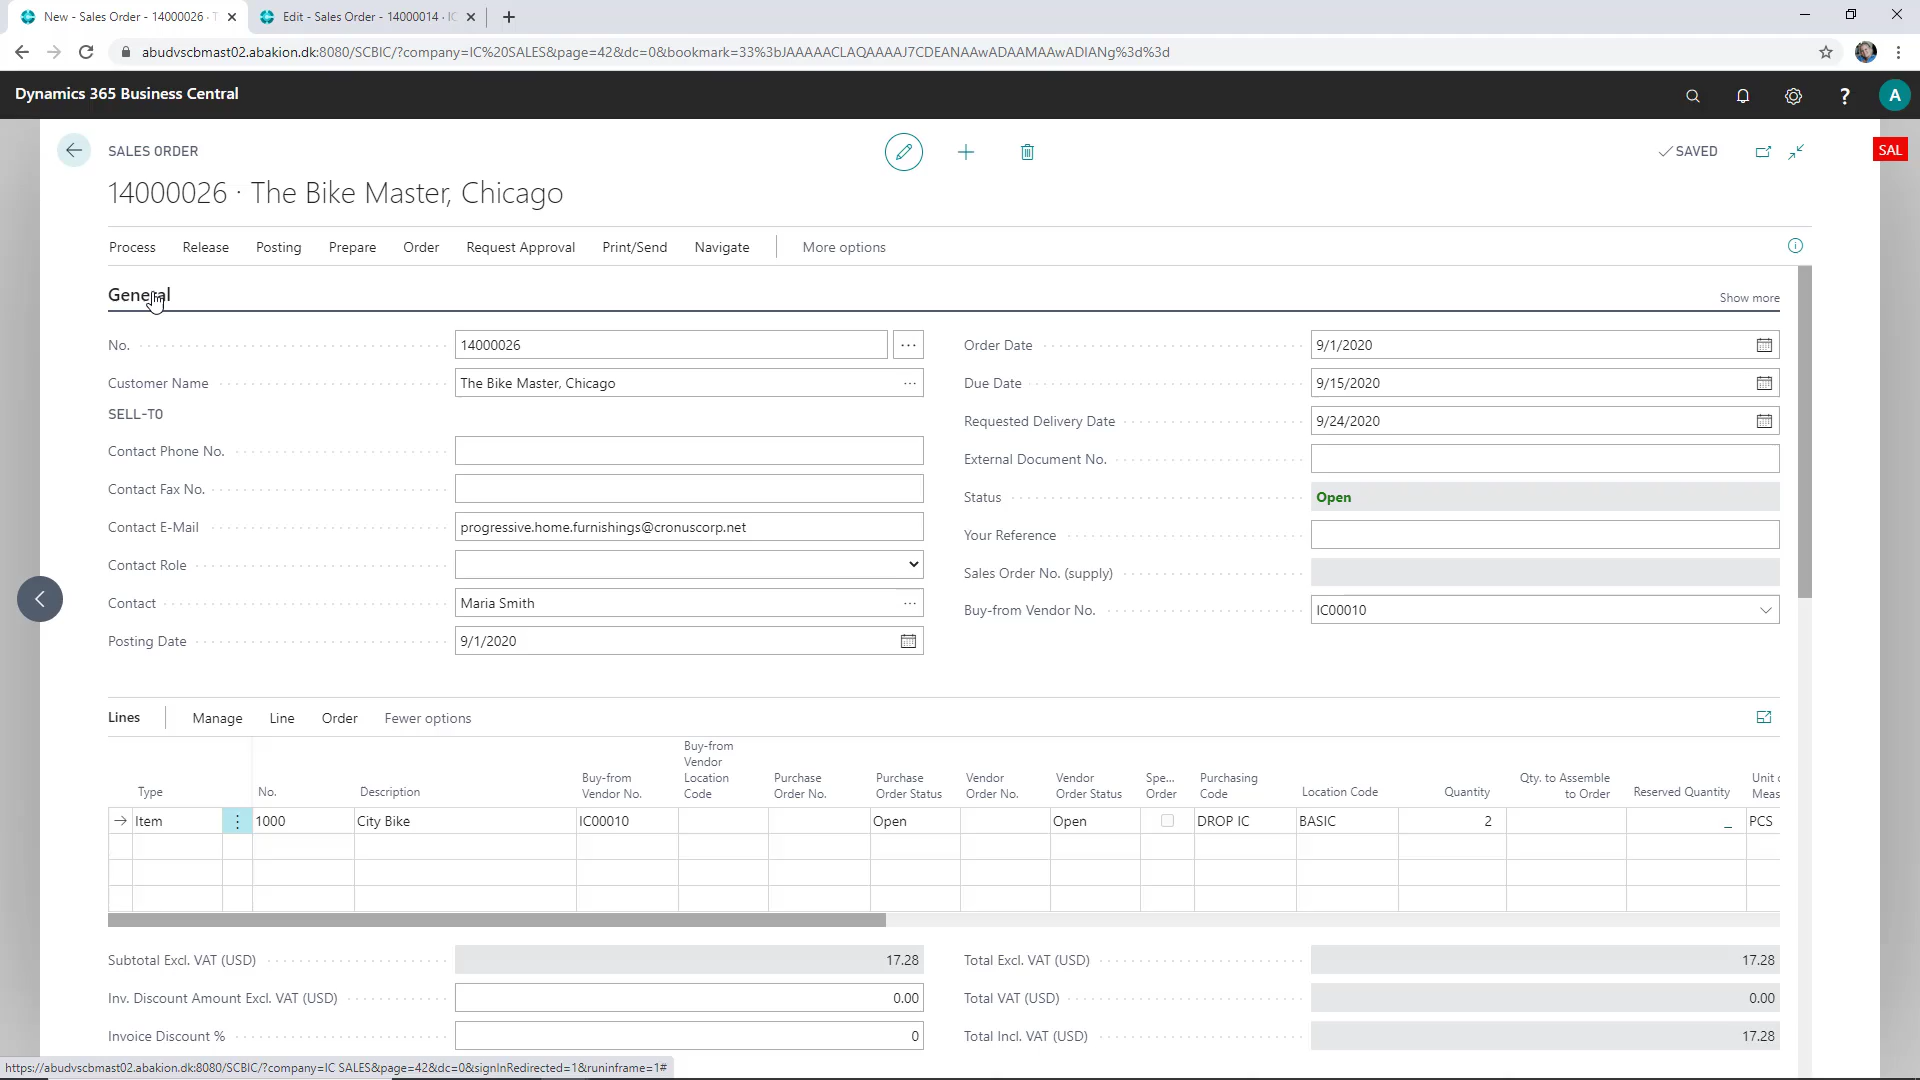 New - Sales Order - 14000026 · T
Edit - Sales Order - 14000014 · IC
abudvscbmast02.abakion.dk:8080/SCBIC/?company=IC%20SALES&page=42&dc=0&bookmark=33%3bJAAAAACLAQAAAAJ7CDEANAAwADAAMAAwADIANg%3d%3d
Dynamics 365 Business Central
?
A
SALES ORDER
SAVED
SAL
14000026 · The Bike Master, Chicago
Process Release Posting Prepare Order Request Approval Print/Send Navigate More options
General
Show more
No. 14000026 Order Date 9/1/2020
Customer Name The Bike Master, Chicago Due Date 9/15/2020
SELL-TO
Requested Delivery Date 9/24/2020
Contact Phone No. External Document No.
Contact Fax No. Status Open
Contact E-Mail progressive.home.furnishings@cronuscorp.net Your Reference
Contact Role Sales Order No. (supply)
Contact Maria Smith Buy-from Vendor No. IC00010
Posting Date 9/1/2020
Lines Manage Line Order Fewer options
Type No. Description Buy-from Vendor No. Buy-from Vendor Location Code Purchase Order No. Purchase Order Status Vendor Order No. Vendor Order Status Spe... Order Purchasing Code Location Code Quantity Qty. to Assemble to Order Reserved Quantity Unit Meas
Item 1000 City Bike IC00010 Open Open DROP IC BASIC 2 _ PCS
Subtotal Excl. VAT (USD) 17.28 Total Excl. VAT (USD) 17.28
Inv. Discount Amount Excl. VAT (USD) 0.00 Total VAT (USD) 0.00
Invoice Discount % 0 Total Incl. VAT (USD) 17.28
https://abudvscbmast02.abakion.dk:8080/SCBIC/?company=IC SALES&page=42&dc=0&signInRedirected=1&runinframe=1#